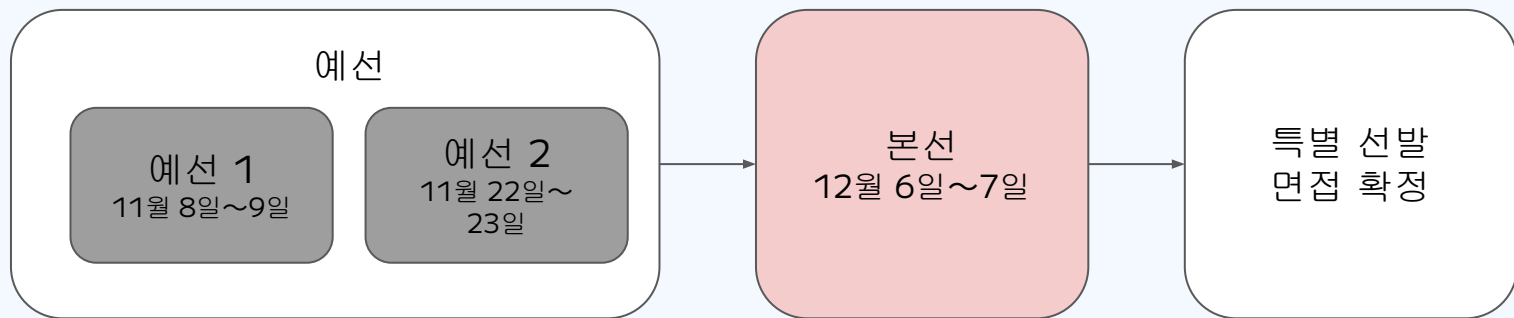 예선
예선 1
11월 8일～9일
예선 2
11월 22일～
23일
본선
12월 6일～7일
특별 선발
면접 확정